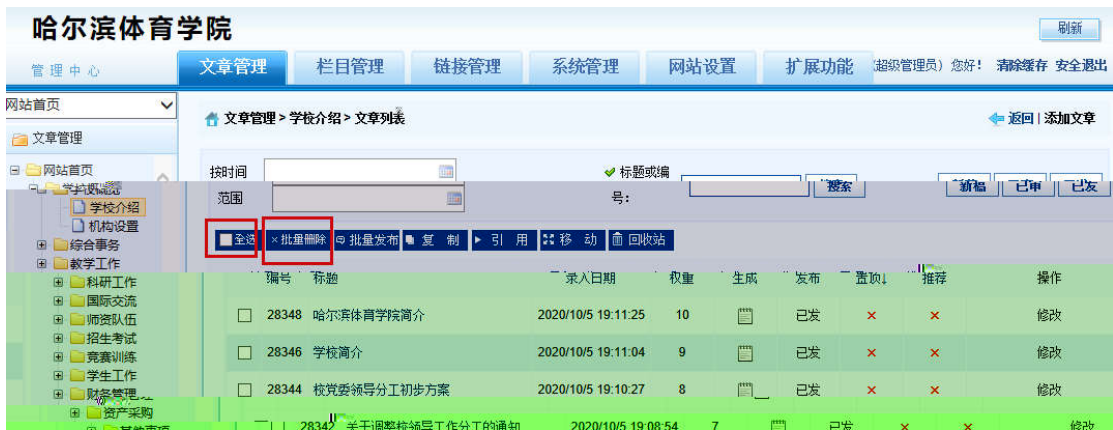 哈尔滨体育学院
刷新
管理中心
文章管理 栏目管理 链接管理 系统管理 网站设置 扩展功能 超级管理员）您好！ 清除缓存 安全退出
网站首页
文章管理 > 学校介绍 > 文章列表 返回 | 添加文章
文章管理
网站首页
按时间 标题或编
学校概览
搜索 新稿 已审 已发
范围 号：
学校介绍
机构设置
全选 ×批量删除 批量发布 复 制 引 用 移 动 回收站
综合事务
教学工作
编号 标题 录入日期 权重 生成 发布 置顶↓ 推荐 操作
科研工作
国际交流
28348 哈尔滨体育学院简介 2020/10/5 19:11:25 10 已发 × × 修改
师资队伍
招生考试
28346 学校简介 2020/10/5 19:11:04 9 已发 × × 修改
竞赛训练
学生工作
28344 校党委领导分工初步方案 2020/10/5 19:10:27 8 已发 × × 修改
财务管理
资产采购
28342 关于调整校领导工作分工的通知 2020/10/5 19:08:54 7 已发 × × 修改
其他事项